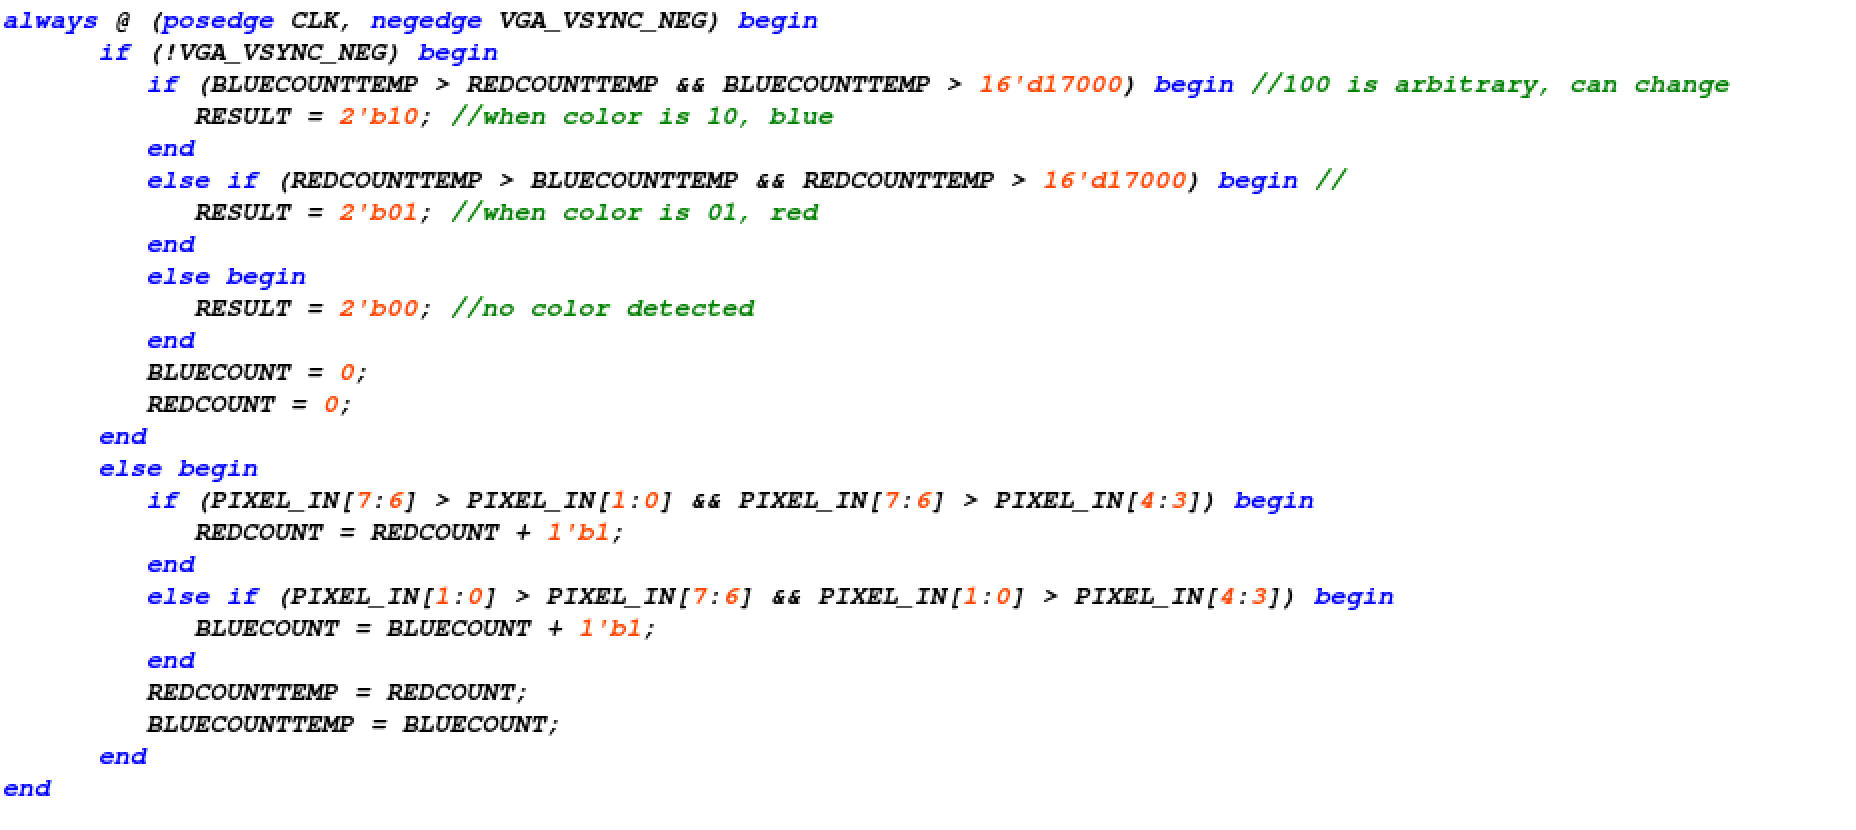 always @ (posedge CLK, negedge VGA_VSYNC_NEG) begin
if (!VGA_VSYNC_NEG) begin
if (BLUECOUNTTEMP > REDCOUNTTEMP && BLUECOUNTTEMP > 16'd17000) begin //100 is arbitrary, can change
RESULT = 2'b10; //when color is 10, blue
end
else if (REDCOUNTTEMP > BLUECOUNTTEMP && REDCOUNTTEMP > 16'd17000) begin //
RESULT = 2'b01; //when color is 01, red
end
else begin
RESULT = 2'b00; //no color detected
end
BLUECOUNT = 0;
REDCOUNT = 0;
end
else begin
if (PIXEL_IN[7:6] > PIXEL_IN[1:0] && PIXEL_IN[7:6] > PIXEL_IN[4:3]) begin
REDCOUNT = REDCOUNT + 1'b1;
end
else if (PIXEL_IN[1:0] > PIXEL_IN[7:6] && PIXEL_IN[1:0] > PIXEL_IN[4:3]) begin
BLUECOUNT = BLUECOUNT + 1'b1;
end
REDCOUNTTEMP = REDCOUNT;
BLUECOUNTTEMP = BLUECOUNT;
end
end